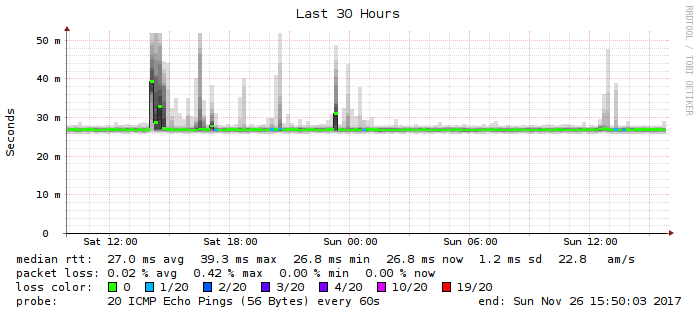 Last 30 Hours
RRDTOOL / TOBI OETIKER
Seconds
50 m
40 m
30 m
20 m
10 m
0
Sat 12:00 Sat 18:00 Sun 00:00 Sun 06:00 Sun 12:00
median rtt: 27.0 ms avg 39.3 ms max 26.8 ms min 26.8 ms now 1.2 ms sd 22.8 am/s
packet loss: 0.02 % avg 0.42 % max 0.00 % min 0.00 % now
loss color: 0 1/20 2/20 3/20 4/20 10/20 19/20
probe: 20 ICMP Echo Pings (56 Bytes) every 60s end: Sun Nov 26 15:50:03 2017